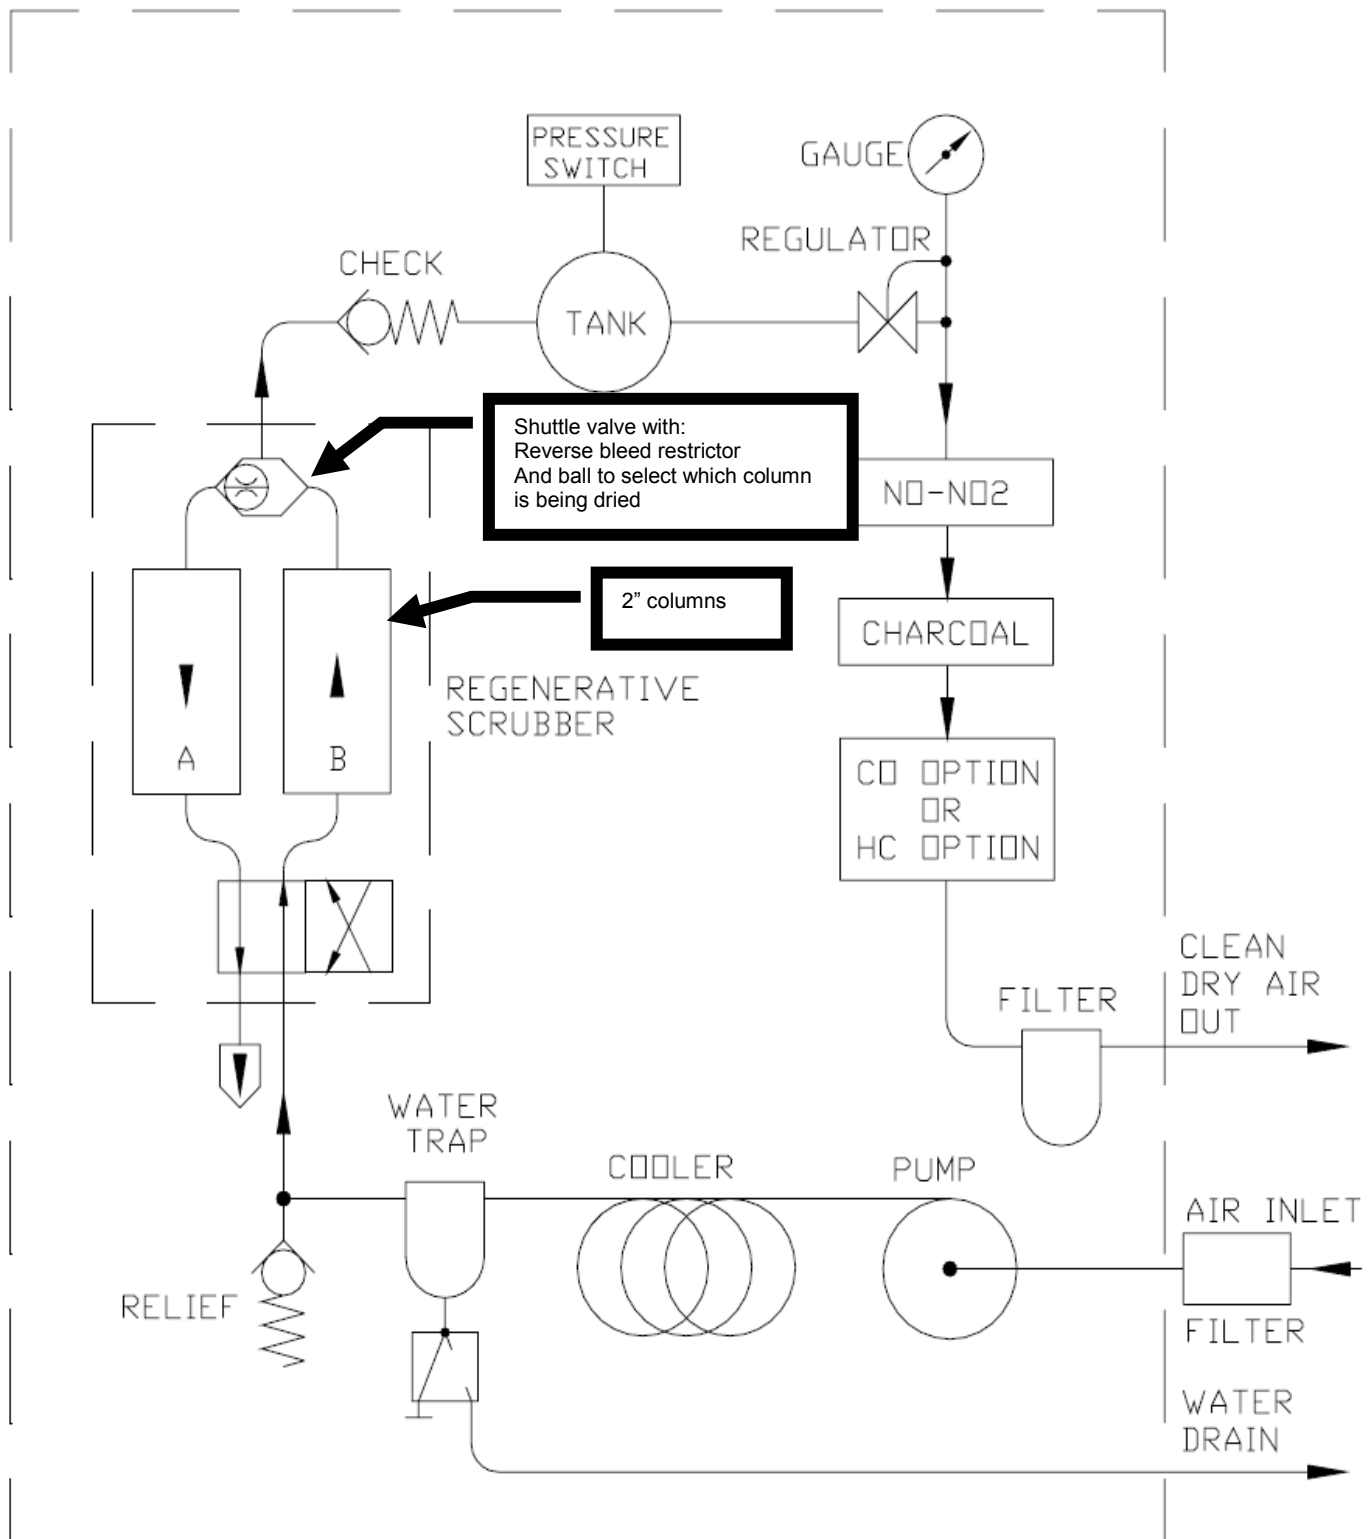 PRESSURE
SWITCH
GAUGE
REGULATOR
CHECK
TANK
Shuttle valve with:
Reverse bleed restrictor
And ball to select which column
is being dried
NO-NO2
2” columns
CHARCOAL
REGENERATIVE
SCRUBBER
A
B
CO OPTION
OR
HC OPTION
CLEAN
DRY AIR
OUT
FILTER
WATER
TRAP
COOLER
PUMP
AIR INLET
RELIEF
FILTER
WATER
DRAIN